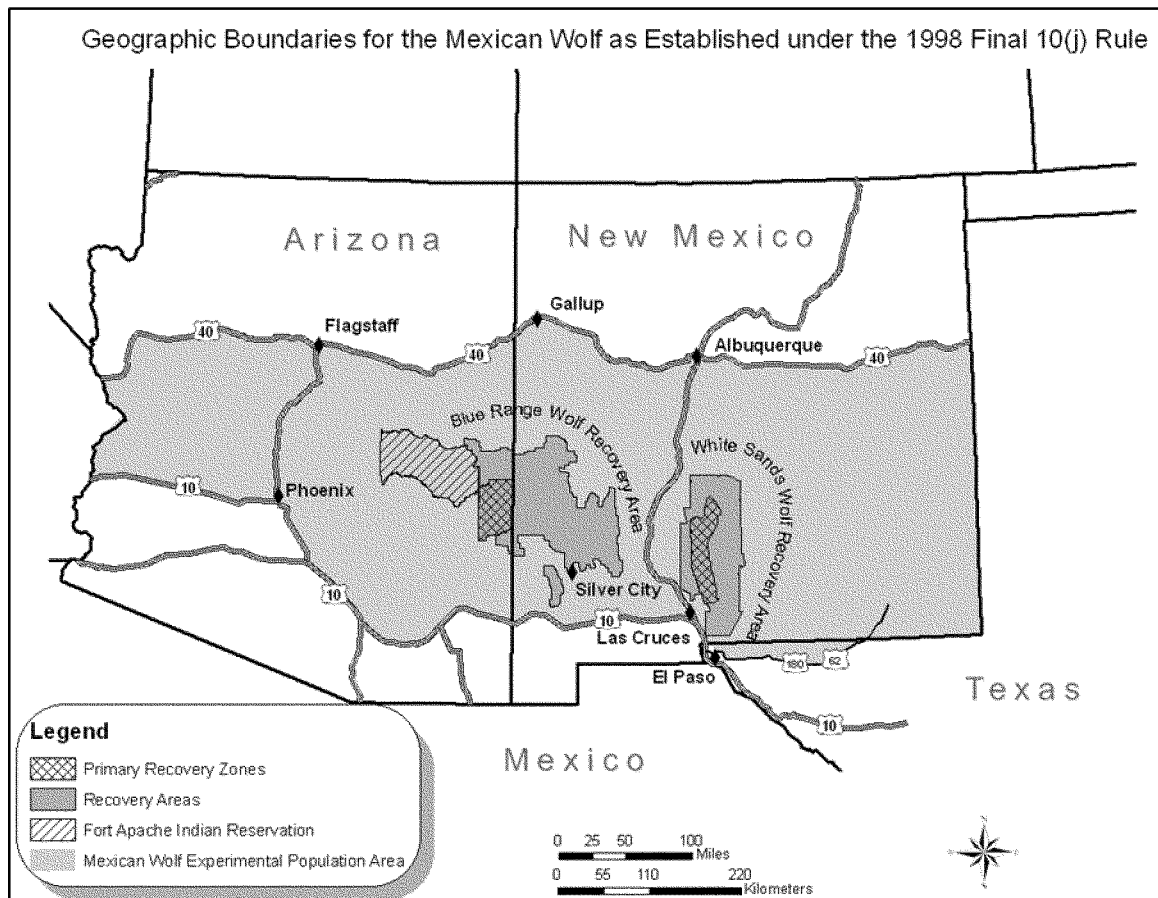 Geographic Boundaries for the Mexican Wolf as Established under the 1998 Final 10(j) Rule
Arizona
New Mexico
Gallup
Flagstaff
40
40
Albuquerque
40
Blue Range Wolf Recovery Area
White Sands Wolf Recovery Area
10
Phoenix
Silver City
10
10
Las Cruces
180
62
El Paso
Texas
10
Mexico
Legend
Primary Recovery Zones
Recovery Areas
Fort Apache Indian Reservation
Mexican Wolf Experimental Population Area
0 25 50 100
Miles
0 55 110 220
Kilometers